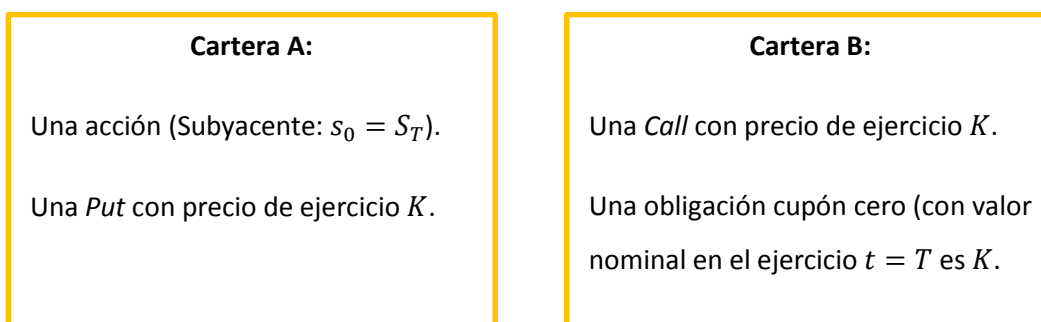 Cartera A:
Una acción (Subyacente: s₀ = S_T).
Una Put con precio de ejercicio K.
Cartera B:
Una Call con precio de ejercicio K.
Una obligación cupón cero (con valor
nominal en el ejercicio t = T es K.